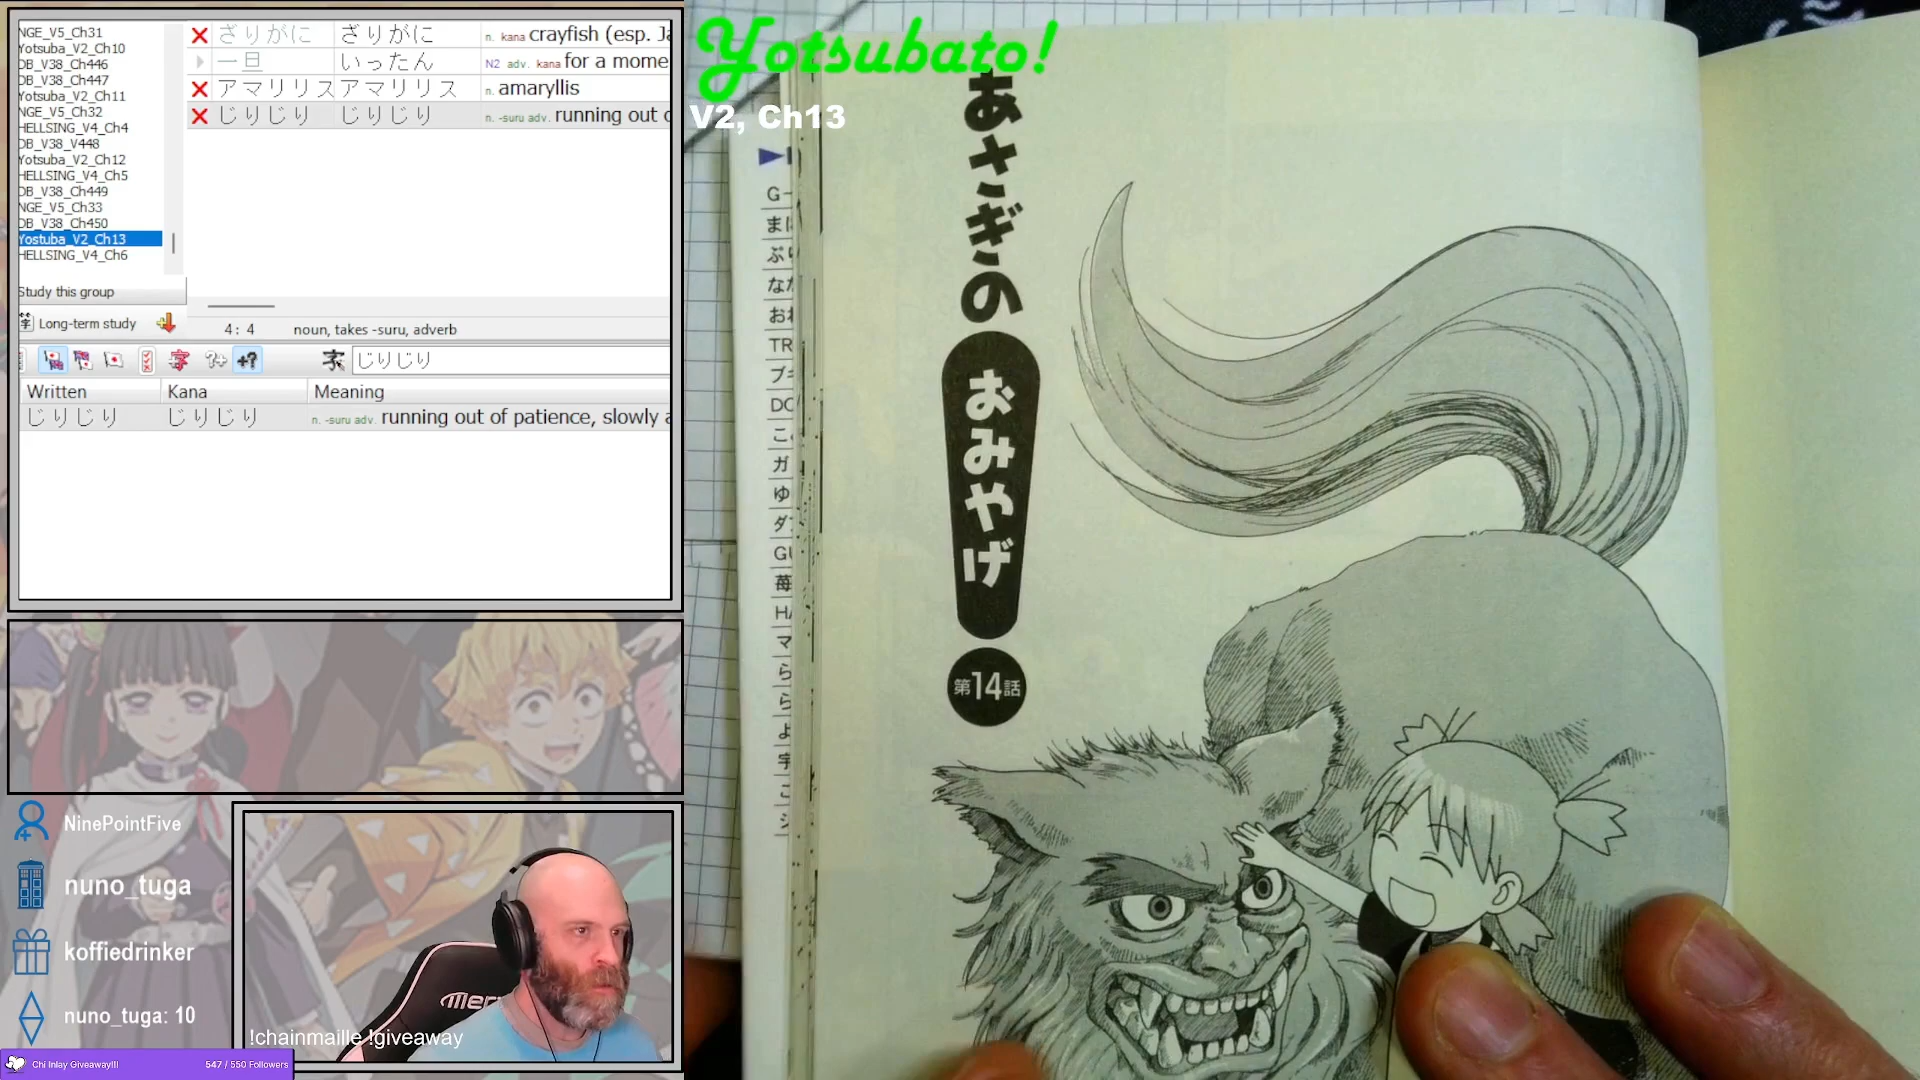 NGE_V5_Ch31
Yotsuba_V2_Ch10
DB_V38_Ch446
DB_V38_Ch447
Yotsuba_V2_Ch11
NGE_V5_Ch32
HELLSING_V4_Ch4
DB_V38_V448
Yotsuba_V2_Ch12
HELLSING_V4_Ch5
DB_V38_Ch449
NGE_V5_Ch33
DB_V38_Ch450
Yostuba_V2_Ch13
HELLSING_V4_Ch6
Study this group
Long-term study
ざりがに ざりがに n. kana crayfish (esp. Ja
一旦 いったん N2 adv. kana for a mome
アマリリス アマリリス n. amaryllis
じりじり じりじり n. -suru adv. running out o
4: 4 noun, takes -suru, adverb
じりじり
Written Kana Meaning
じりじり じりじり n. -suru adv. running out of patience, slowly a
NinePointFive
nuno_tuga
koffiedrinker
nuno_tuga: 10
!chainmaille !giveaway
Chi Inlay Giveaway!!! 547 / 550 Followers
Yotsubato!
V2, Ch13
あさぎの
おみやげ
第14話